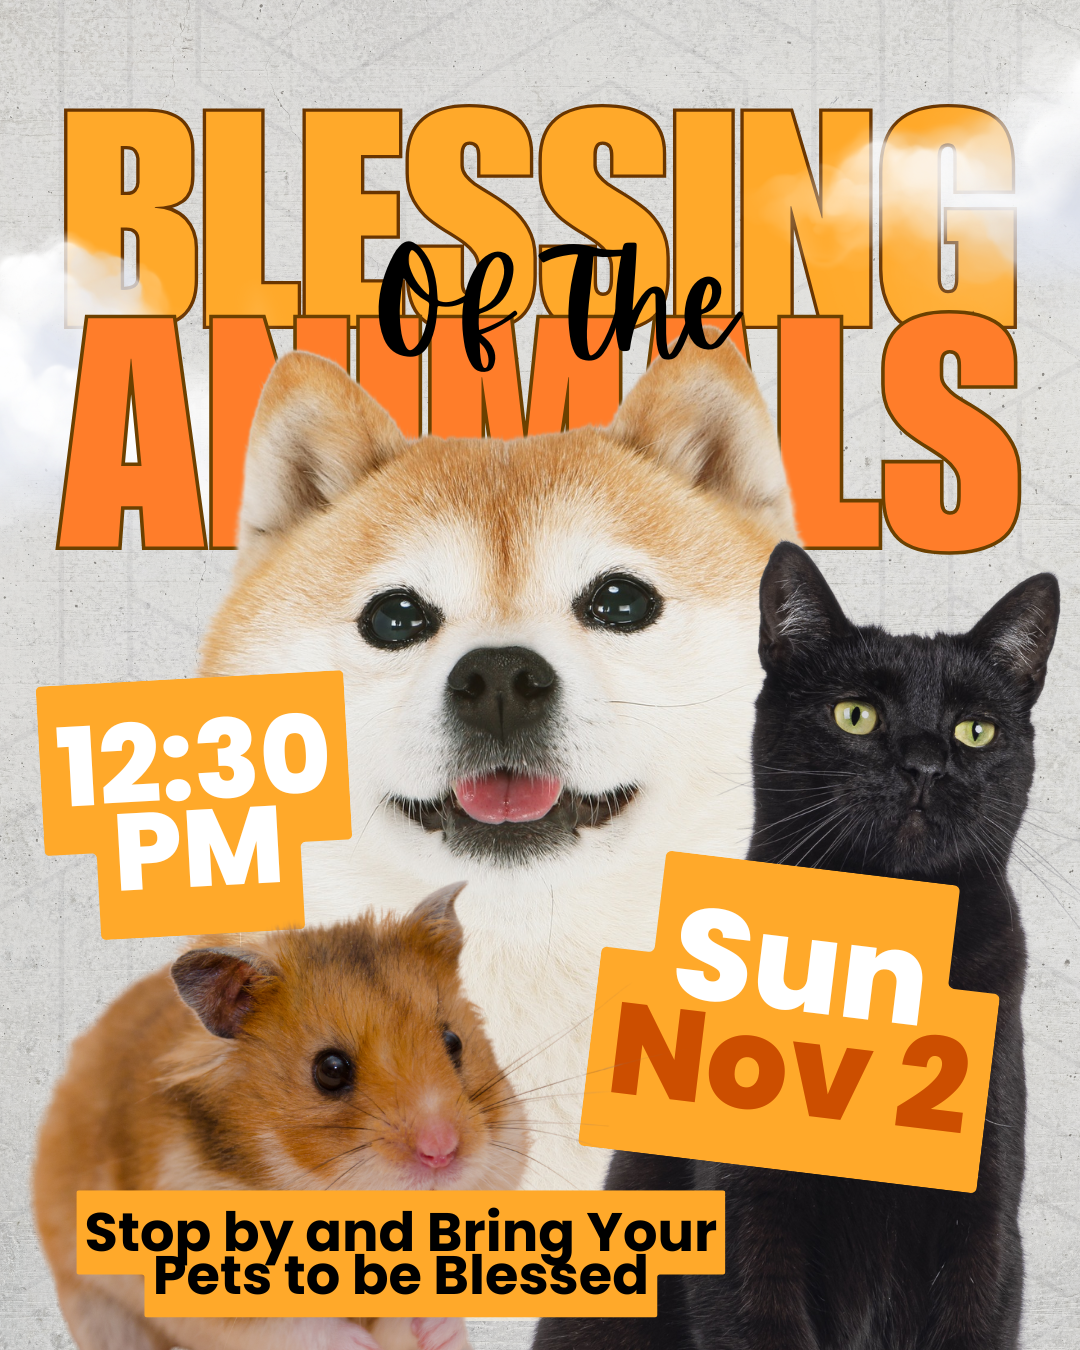 BLESSING
Of The
ANIMALS
12:30
PM
Sun
Nov 2
Stop by and Bring Your
Pets to be Blessed